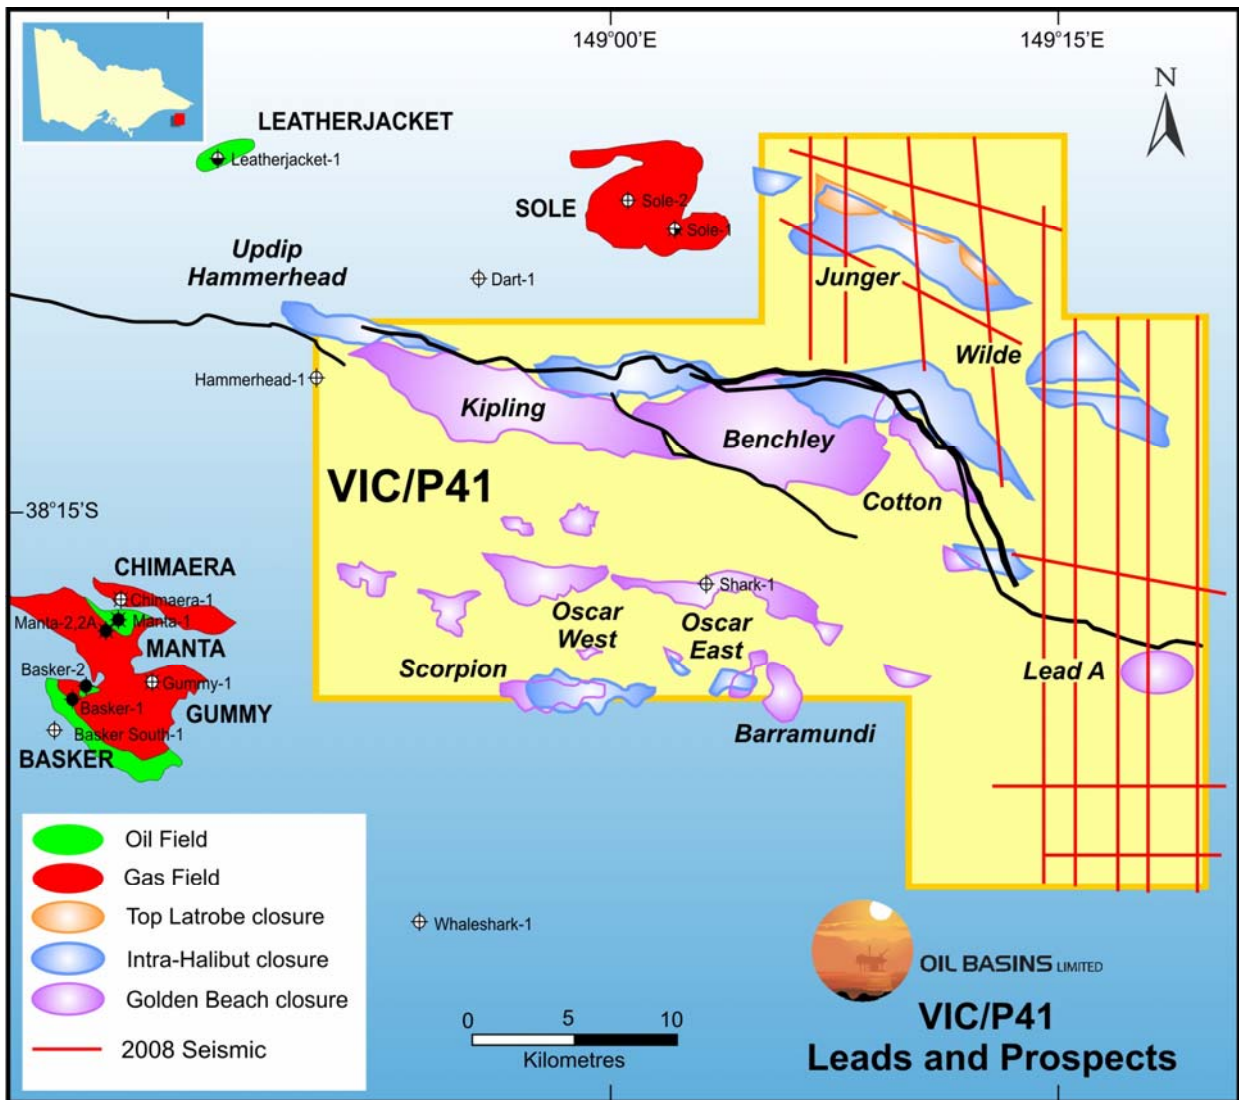 149°00'E
149°15'E
N
LEATHERJACKET
Leatherjacket-1
SOLE
Sole-2
Sole-1
Updip
Hammerhead
Dart-1
Junger
Wilde
Hammerhead-1
Kipling
Benchley
VIC/P41
Cotton
38°15'S
CHIMAERA
Chimaera-1
Manta-2,2A
Manta-1
MANTA
Shark-1
Oscar
West
Oscar
East
Basker-2
Scorpion
Lead A
Gummy-1
Basker-1
GUMMY
Basker South-1
BASKER
Barramundi
Oil Field
Gas Field
Top Latrobe closure
Intra-Halibut closure
Golden Beach closure
2008 Seismic
Whaleshark-1
OIL BASINS LIMITED
0 5 10
Kilometres
VIC/P41
Leads and Prospects